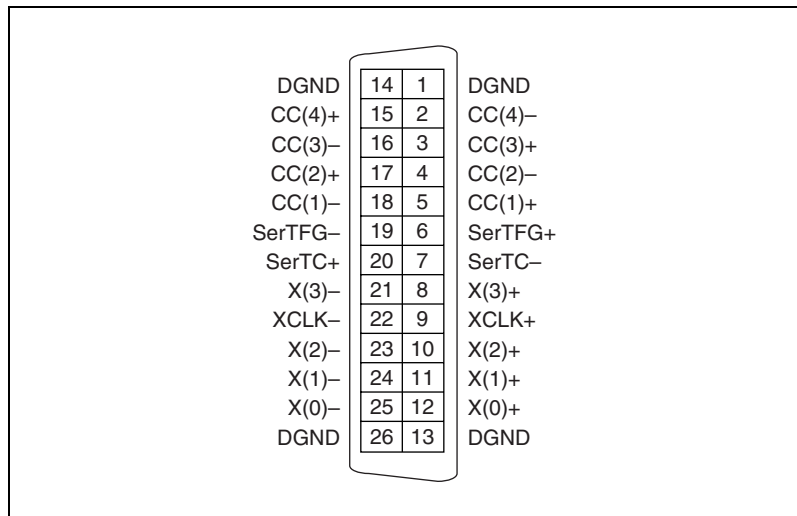 DGND 14 1 DGND
CC(4)+ 15 2 CC(4)–
CC(3)– 16 3 CC(3)+
CC(2)+ 17 4 CC(2)–
CC(1)– 18 5 CC(1)+
SerTFG– 19 6 SerTFG+
SerTC+ 20 7 SerTC–
X(3)– 21 8 X(3)+
XCLK– 22 9 XCLK+
X(2)– 23 10 X(2)+
X(1)– 24 11 X(1)+
X(0)– 25 12 X(0)+
DGND 26 13 DGND